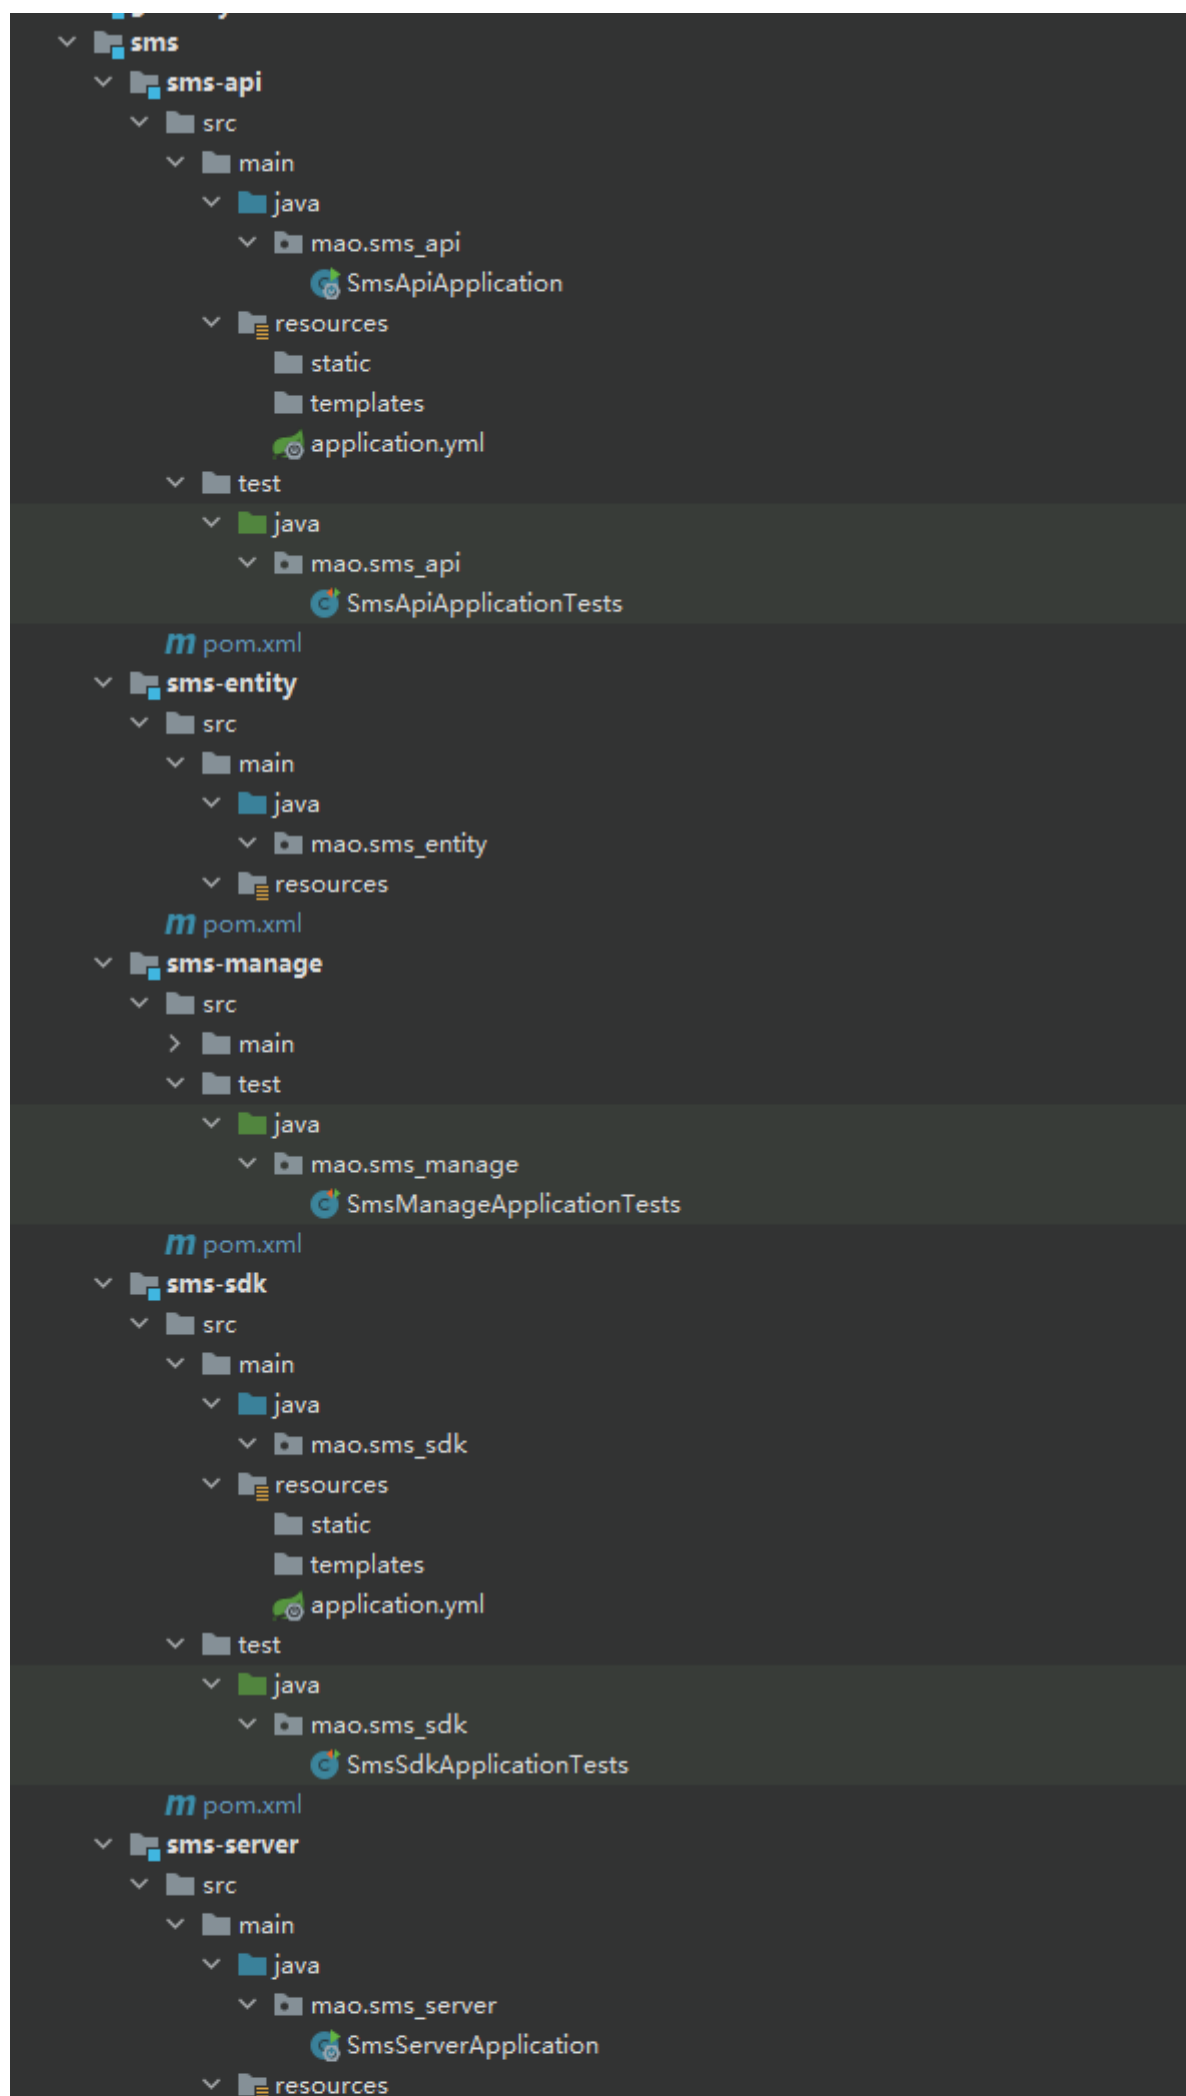 sms
sms-api
src
main
java
mao.sms_api
SmsApiApplication
resources
static
templates
application.yml
test
java
mao.sms_api
SmsApiApplicationTests
pom.xml
sms-entity
src
main
java
mao.sms_entity
resources
pom.xml
sms-manage
src
main
test
java
mao.sms_manage
SmsManageApplicationTests
pom.xml
sms-sdk
src
main
java
mao.sms_sdk
resources
static
templates
application.yml
test
java
mao.sms_sdk
SmsSdkApplicationTests
pom.xml
sms-server
src
main
java
mao.sms_server
SmsServerApplication
resources